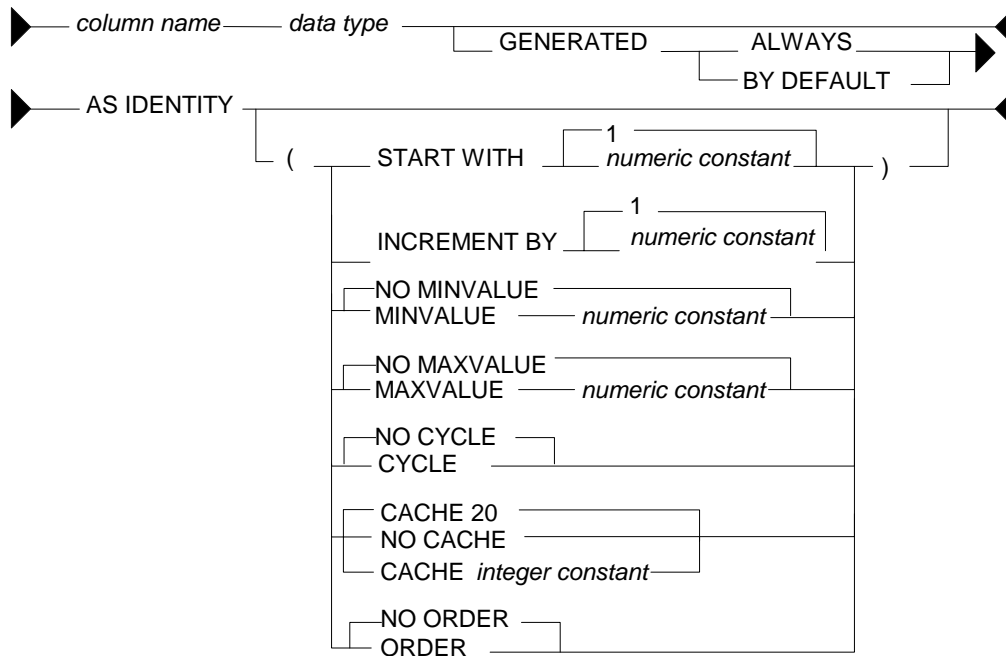 column name data type GENERATED ALWAYS
BY DEFAULT
AS IDENTITY
( START WITH 1
numeric constant )
INCREMENT BY 1
numeric constant
NO MINVALUE
MINVALUE numeric constant
NO MAXVALUE
MAXVALUE numeric constant
NO CYCLE
CYCLE
CACHE 20
NO CACHE
CACHE integer constant
NO ORDER
ORDER